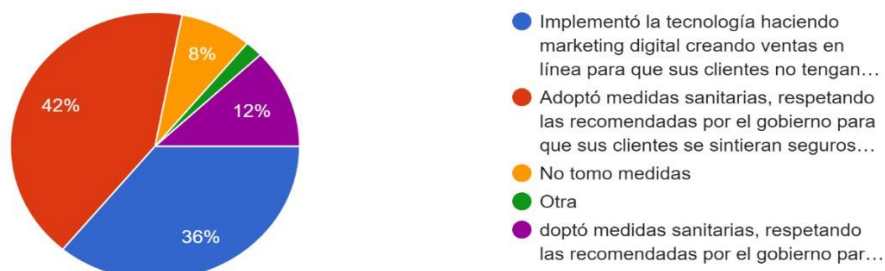 8%
42%
12%
36%
Implementó la tecnología haciendo
marketing digital creando ventas en
línea para que sus clientes no tengan…
Adoptó medidas sanitarias, respetando
las recomendadas por el gobierno para
que sus clientes se sintieran seguros…
No tomo medidas
Otra
doptó medidas sanitarias, respetando
las recomendadas por el gobierno par…